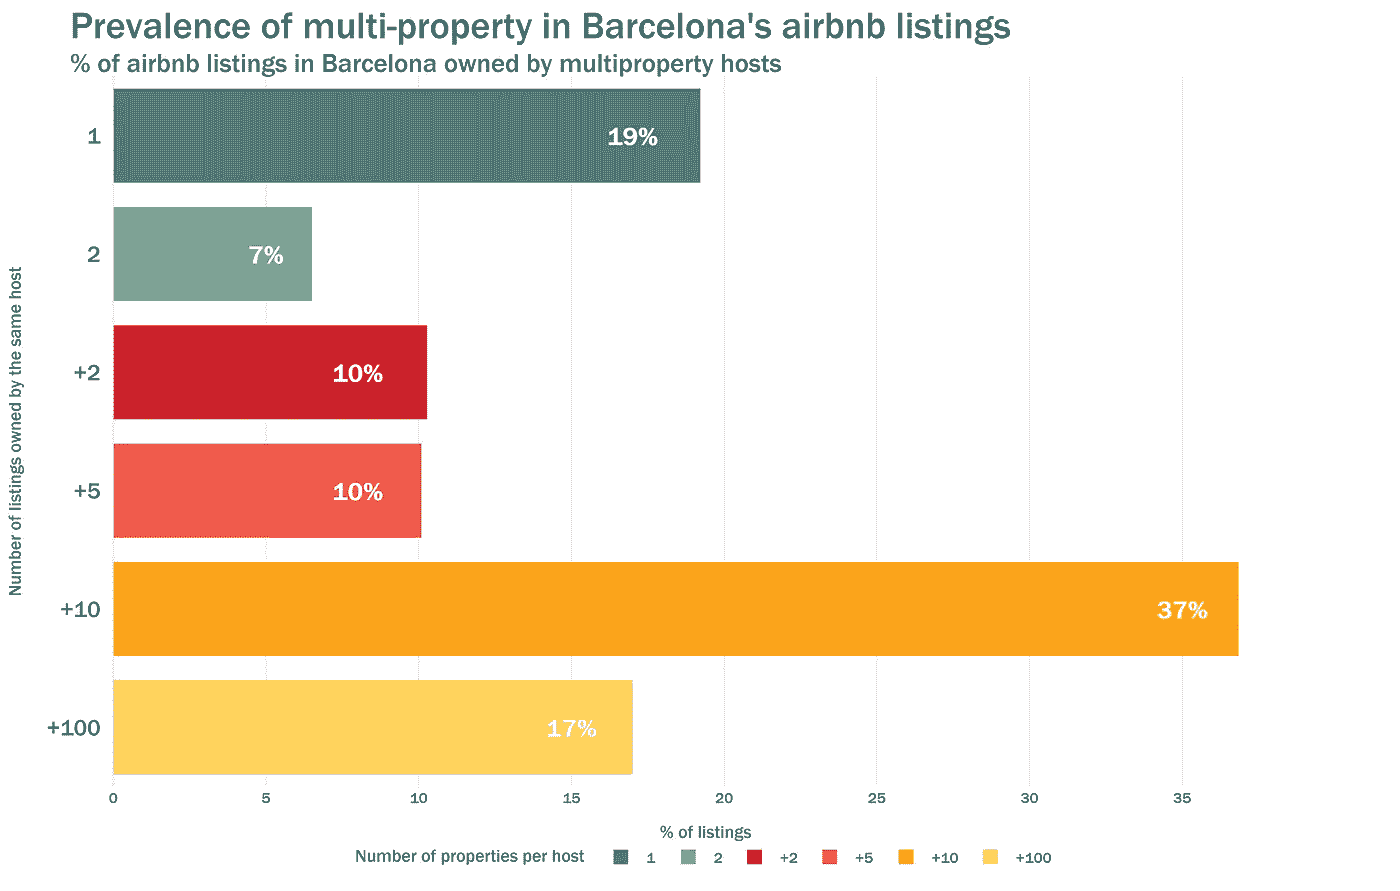 Prevalence of multi-property in Barcelona's airbnb listings
% of airbnb listings in Barcelona owned by multiproperty hosts
Number of listings owned by the same host
1
19%
2
7%
+2
10%
+5
10%
+10
37%
+100
17%
0 5 10 15 20 25 30 35
% of listings
Number of properties per host 1 2 +2 +5 +10 +100